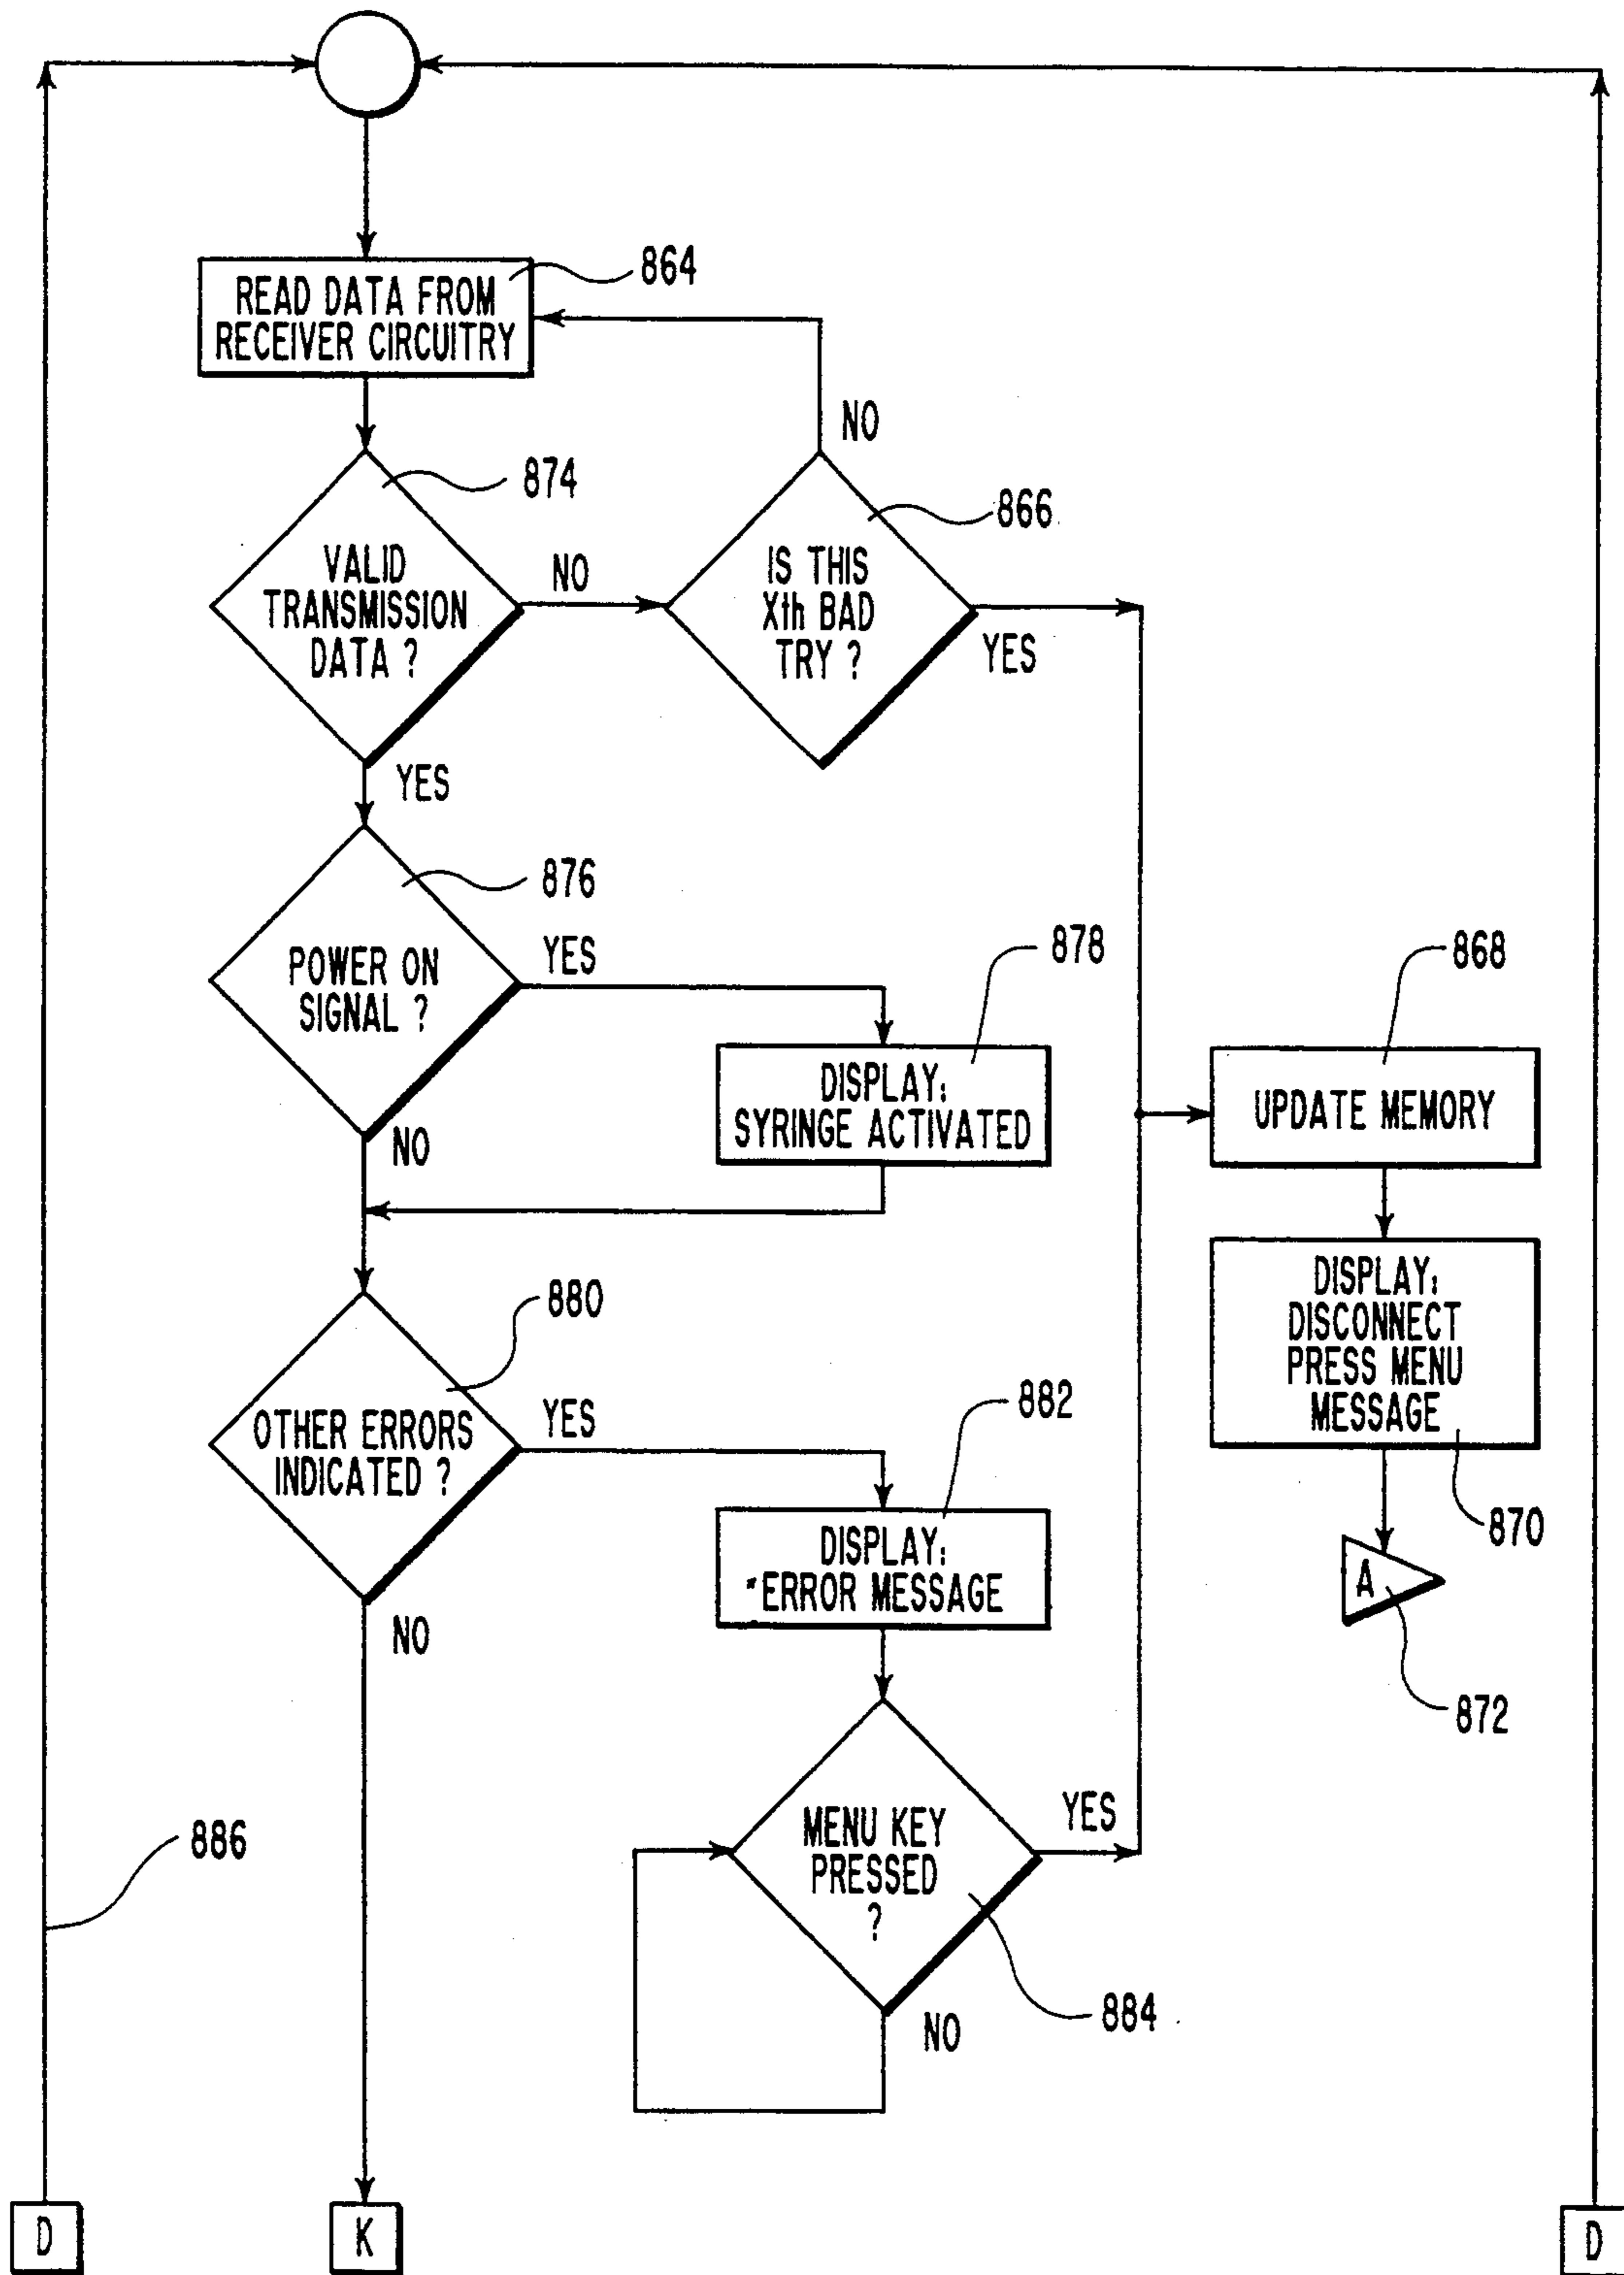 864
READ DATA FROM
RECEIVER CIRCUITRY
NO
874
866
VALID
TRANSMISSION
DATA ?
NO
IS THIS
Xth BAD
TRY ?
YES
YES
876
POWER ON
SIGNAL ?
YES
878
868
DISPLAY:
SYRINGE ACTIVATED
UPDATE MEMORY
NO
880
DISPLAY:
DISCONNECT
PRESS MENU
MESSAGE
OTHER ERRORS
INDICATED ?
YES
882
870
DISPLAY:
"ERROR MESSAGE
A
NO
872
886
MENU KEY
PRESSED
?
YES
884
NO
D
K
D